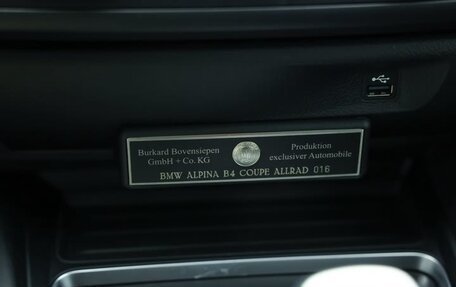 Burkard Bovensiepen
GmbH + Co. KG
Produktion
exclusiver Automobile
BMW ALPINA B4 COUPE ALLRAD 016